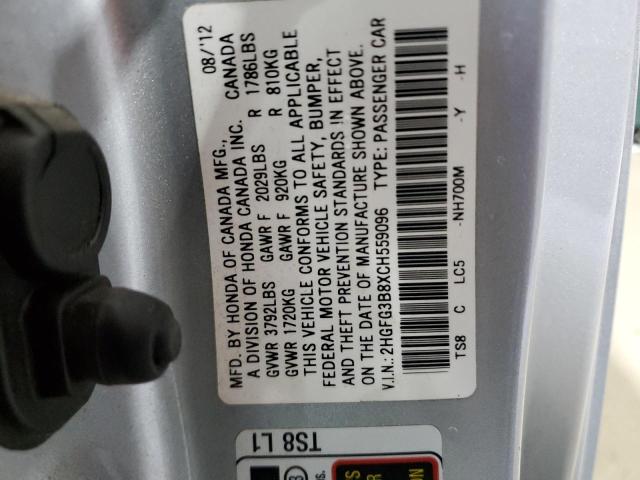 MFD. BY HONDA OF CANADA MFG., 08/'12
A DIVISION OF HONDA CANADA INC. CANADA
GVWR 3792LBS GAWR F 2029LBS R 1786LBS
GVWR 1720KG GAWR F 920KG R 810KG
THIS VEHICLE CONFORMS TO ALL APPLICABLE
FEDERAL MOTOR VEHICLE SAFETY, BUMPER,
AND THEFT PREVENTION STANDARDS IN EFFECT
ON THE DATE OF MANUFACTURE SHOWN ABOVE.
V.I.N.: 2HGFG3B8XCH559096 TYPE: PASSENGER CAR
TS8 C LC5 -NH700M -Y -H
TS8 L1